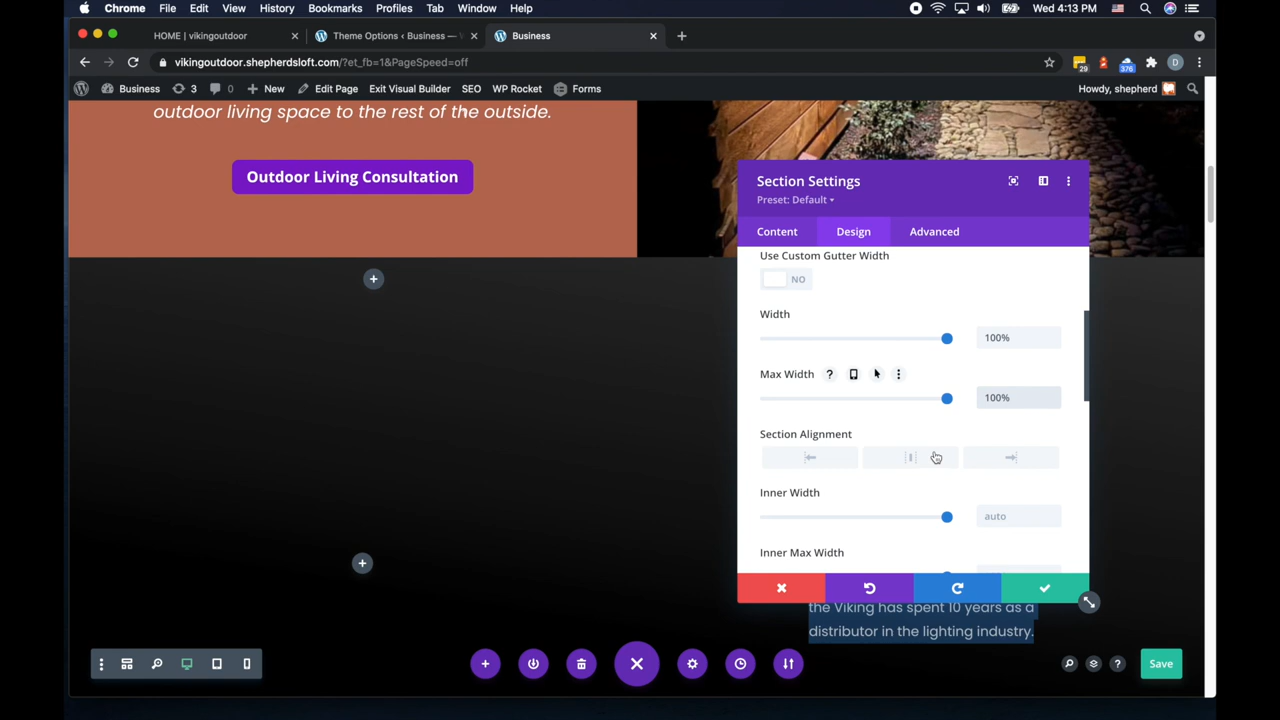 Chrome File Edit View History Bookmarks Profiles Tab Window Help Wed 4:13 PM
HOME | vikingoutdoor Theme Options ‹ Business — Business
vikingoutdoor.shepherdsloft.com/?et_fb=1&PageSpeed=off 29 376 D
Business 3 0 New Edit Page Exit Visual Builder SEO WP Rocket Forms Howdy, shepherd
outdoor living space to the rest of the outside.
Outdoor Living Consultation
Section Settings
Preset: Default
Content Design Advanced
Use Custom Gutter Width
NO
Width
100%
Max Width ?
100%
Section Alignment
Inner Width
auto
Inner Max Width
the Viking has spent 10 years as a
distributor in the lighting industry.
? Save